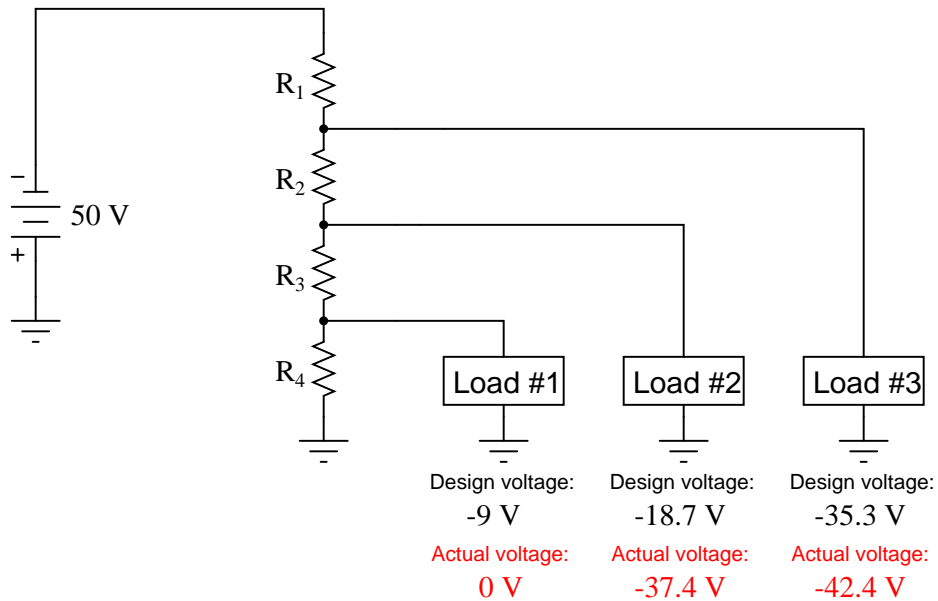 R1
−
R2
50 V
+
R3
R4
Load #1 Load #2 Load #3
Design voltage: Design voltage: Design voltage:
-9 V -18.7 V -35.3 V
Actual voltage: Actual voltage: Actual voltage:
0 V -37.4 V -42.4 V